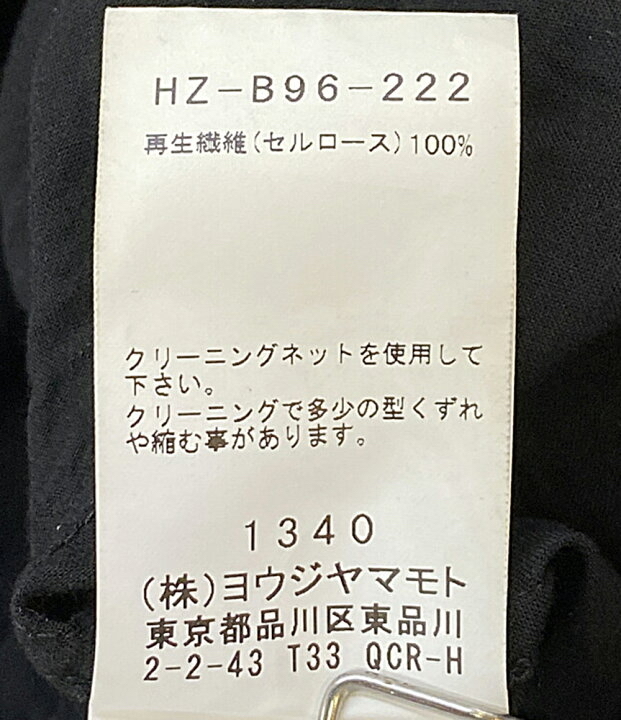 HZ-B96-222
再生繊維(セルロース)100%
クリーニングネットを使用して
下さい。
クリーニングで多少の型くずれ
や縮む事があります。
1340
(株)ヨウジヤマモト
東京都品川区東品川
2-2-43 T33 QCR-H